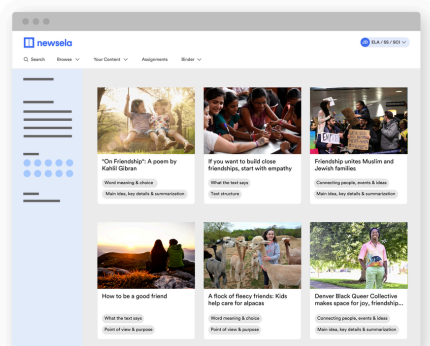 newsela
ELA / SS / SCI
Search
Browse
Your Content
Assignments
Binder
"On Friendship": A poem by
Kahlil Gibran
Word meaning & choice
Main idea, key details & summarization
If you want to build close
friendships, start with empathy
What the text says
Text structure
Friendship unites Muslim and
Jewish families
Connecting people, events & ideas
Main idea, key details & summarization
How to be a good friend
What the text says
Point of view & purpose
A flock of fleecy friends: Kids
help care for alpacas
Word meaning & choice
Point of view & purpose
Denver Black Queer Collective
makes space for joy, friendship...
Connecting people, events & ideas
Main idea, key details & summarization